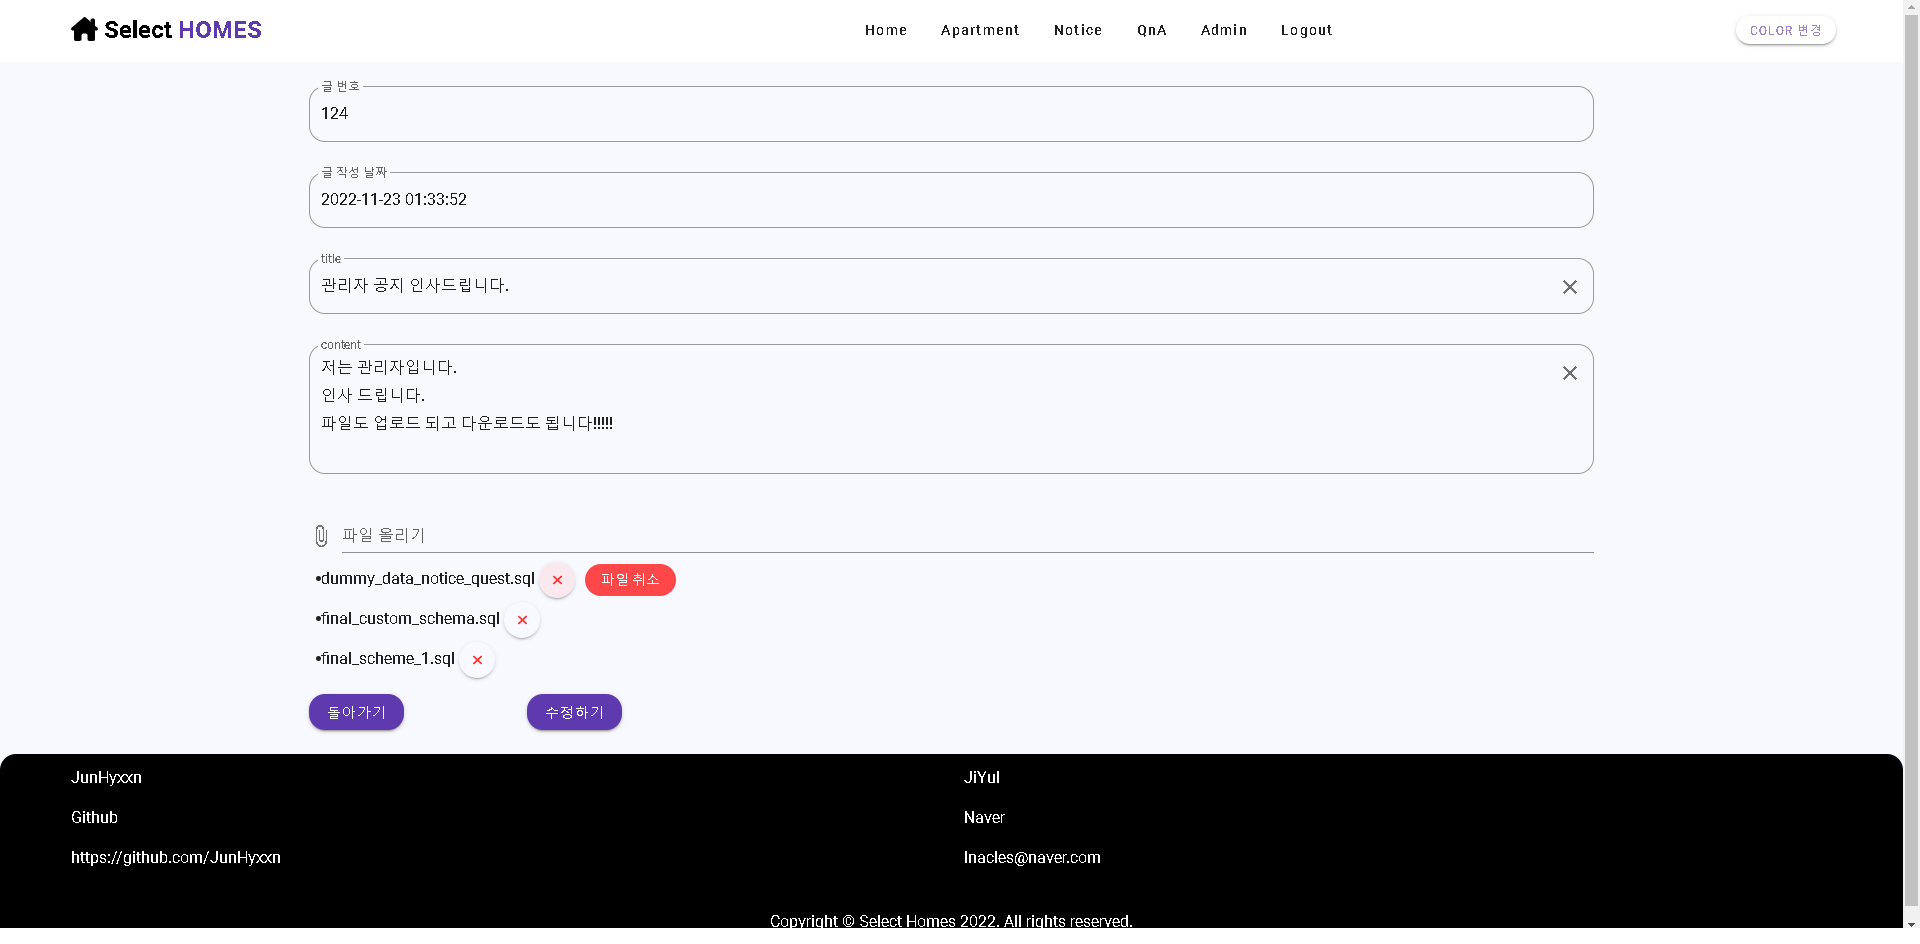 Select HOMES
Home Apartment Notice QnA Admin Logout
COLOR 변경
글 번호
124
글 작성 날짜
2022-11-23 01:33:52
title
관리자 공지 인사드립니다.
content
저는 관리자입니다.
인사 드립니다.
파일도 업로드 되고 다운로드도 됩니다!!!!!
파일 올리기
•dummy_data_notice_quest.sql
파일 취소
•final_custom_schema.sql
•final_scheme_1.sql
돌아가기
수정하기
JunHyxxn
Github
https://github.com/JunHyxxn
JiYul
Naver
lnacles@naver.com
Copyright © Select Homes 2022. All rights reserved.